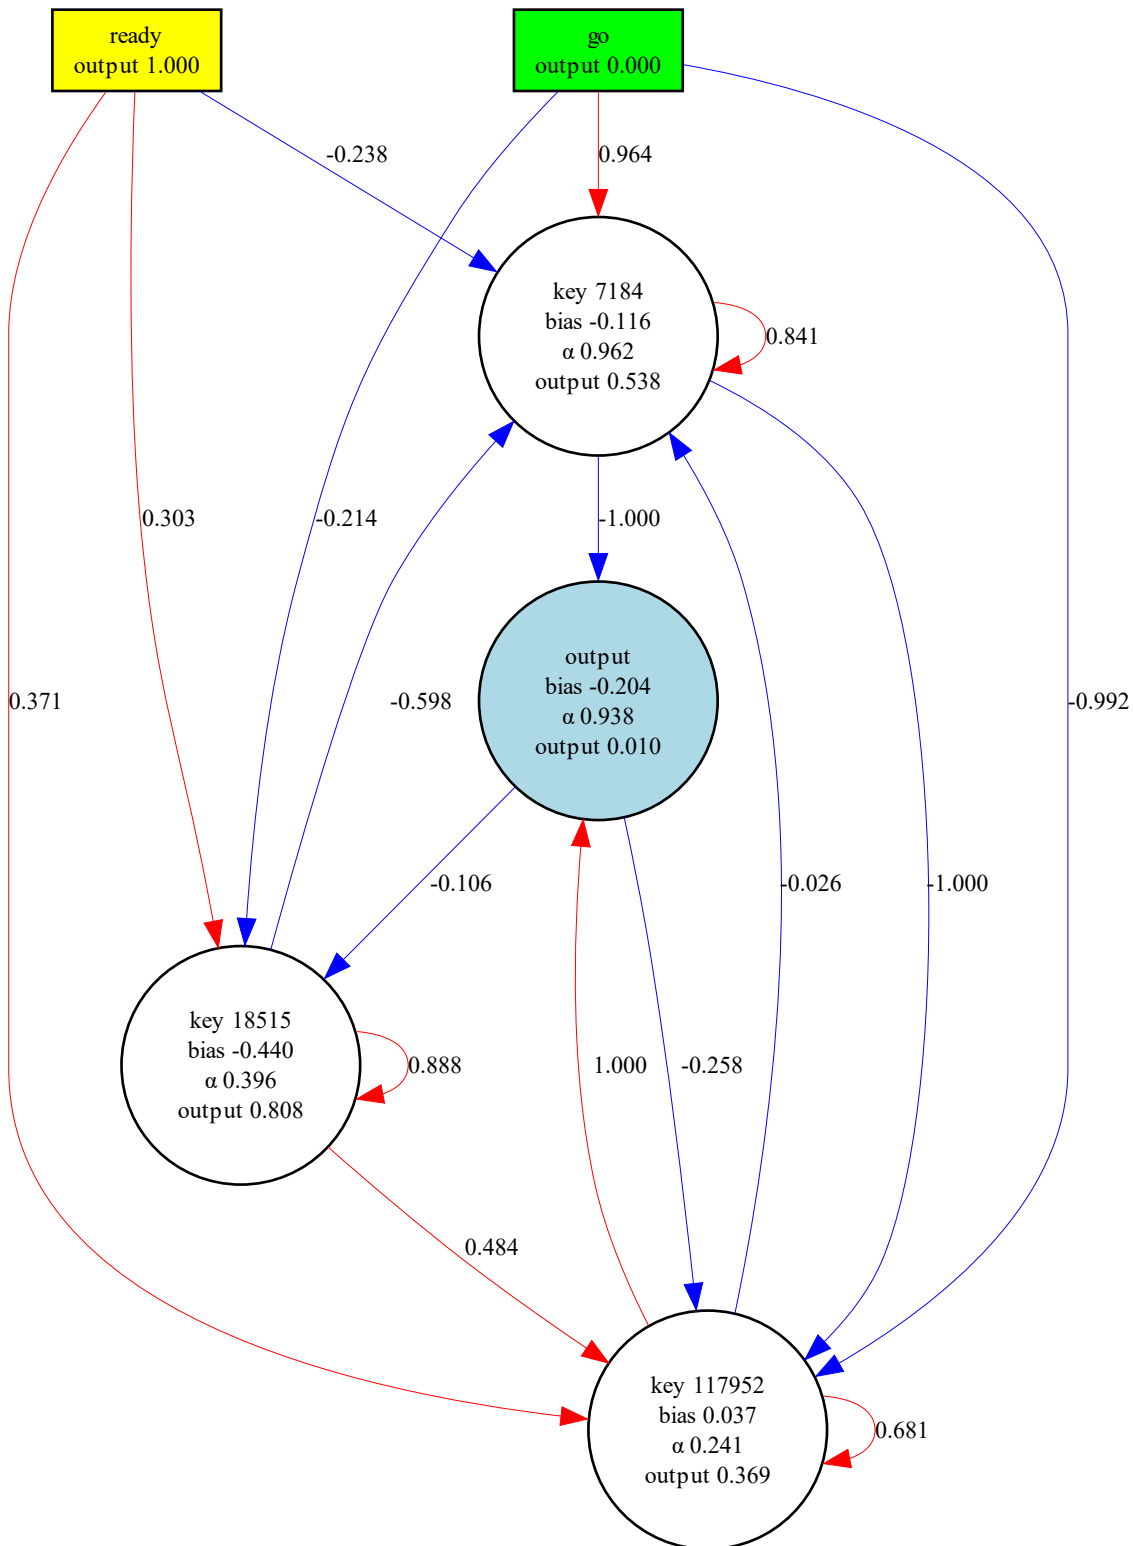 ready
output 1.000
go
output 0.000
-0.238
0.964
key 7184
bias -0.116
α 0.962
output 0.538
0.841
0.303
-0.214
-1.000
output
bias -0.204
α 0.938
output 0.010
0.371
-0.598
-0.992
-0.106
-0.026
-1.000
key 18515
bias -0.440
α 0.396
output 0.808
0.888
1.000
-0.258
0.484
key 117952
bias 0.037
α 0.241
output 0.369
0.681